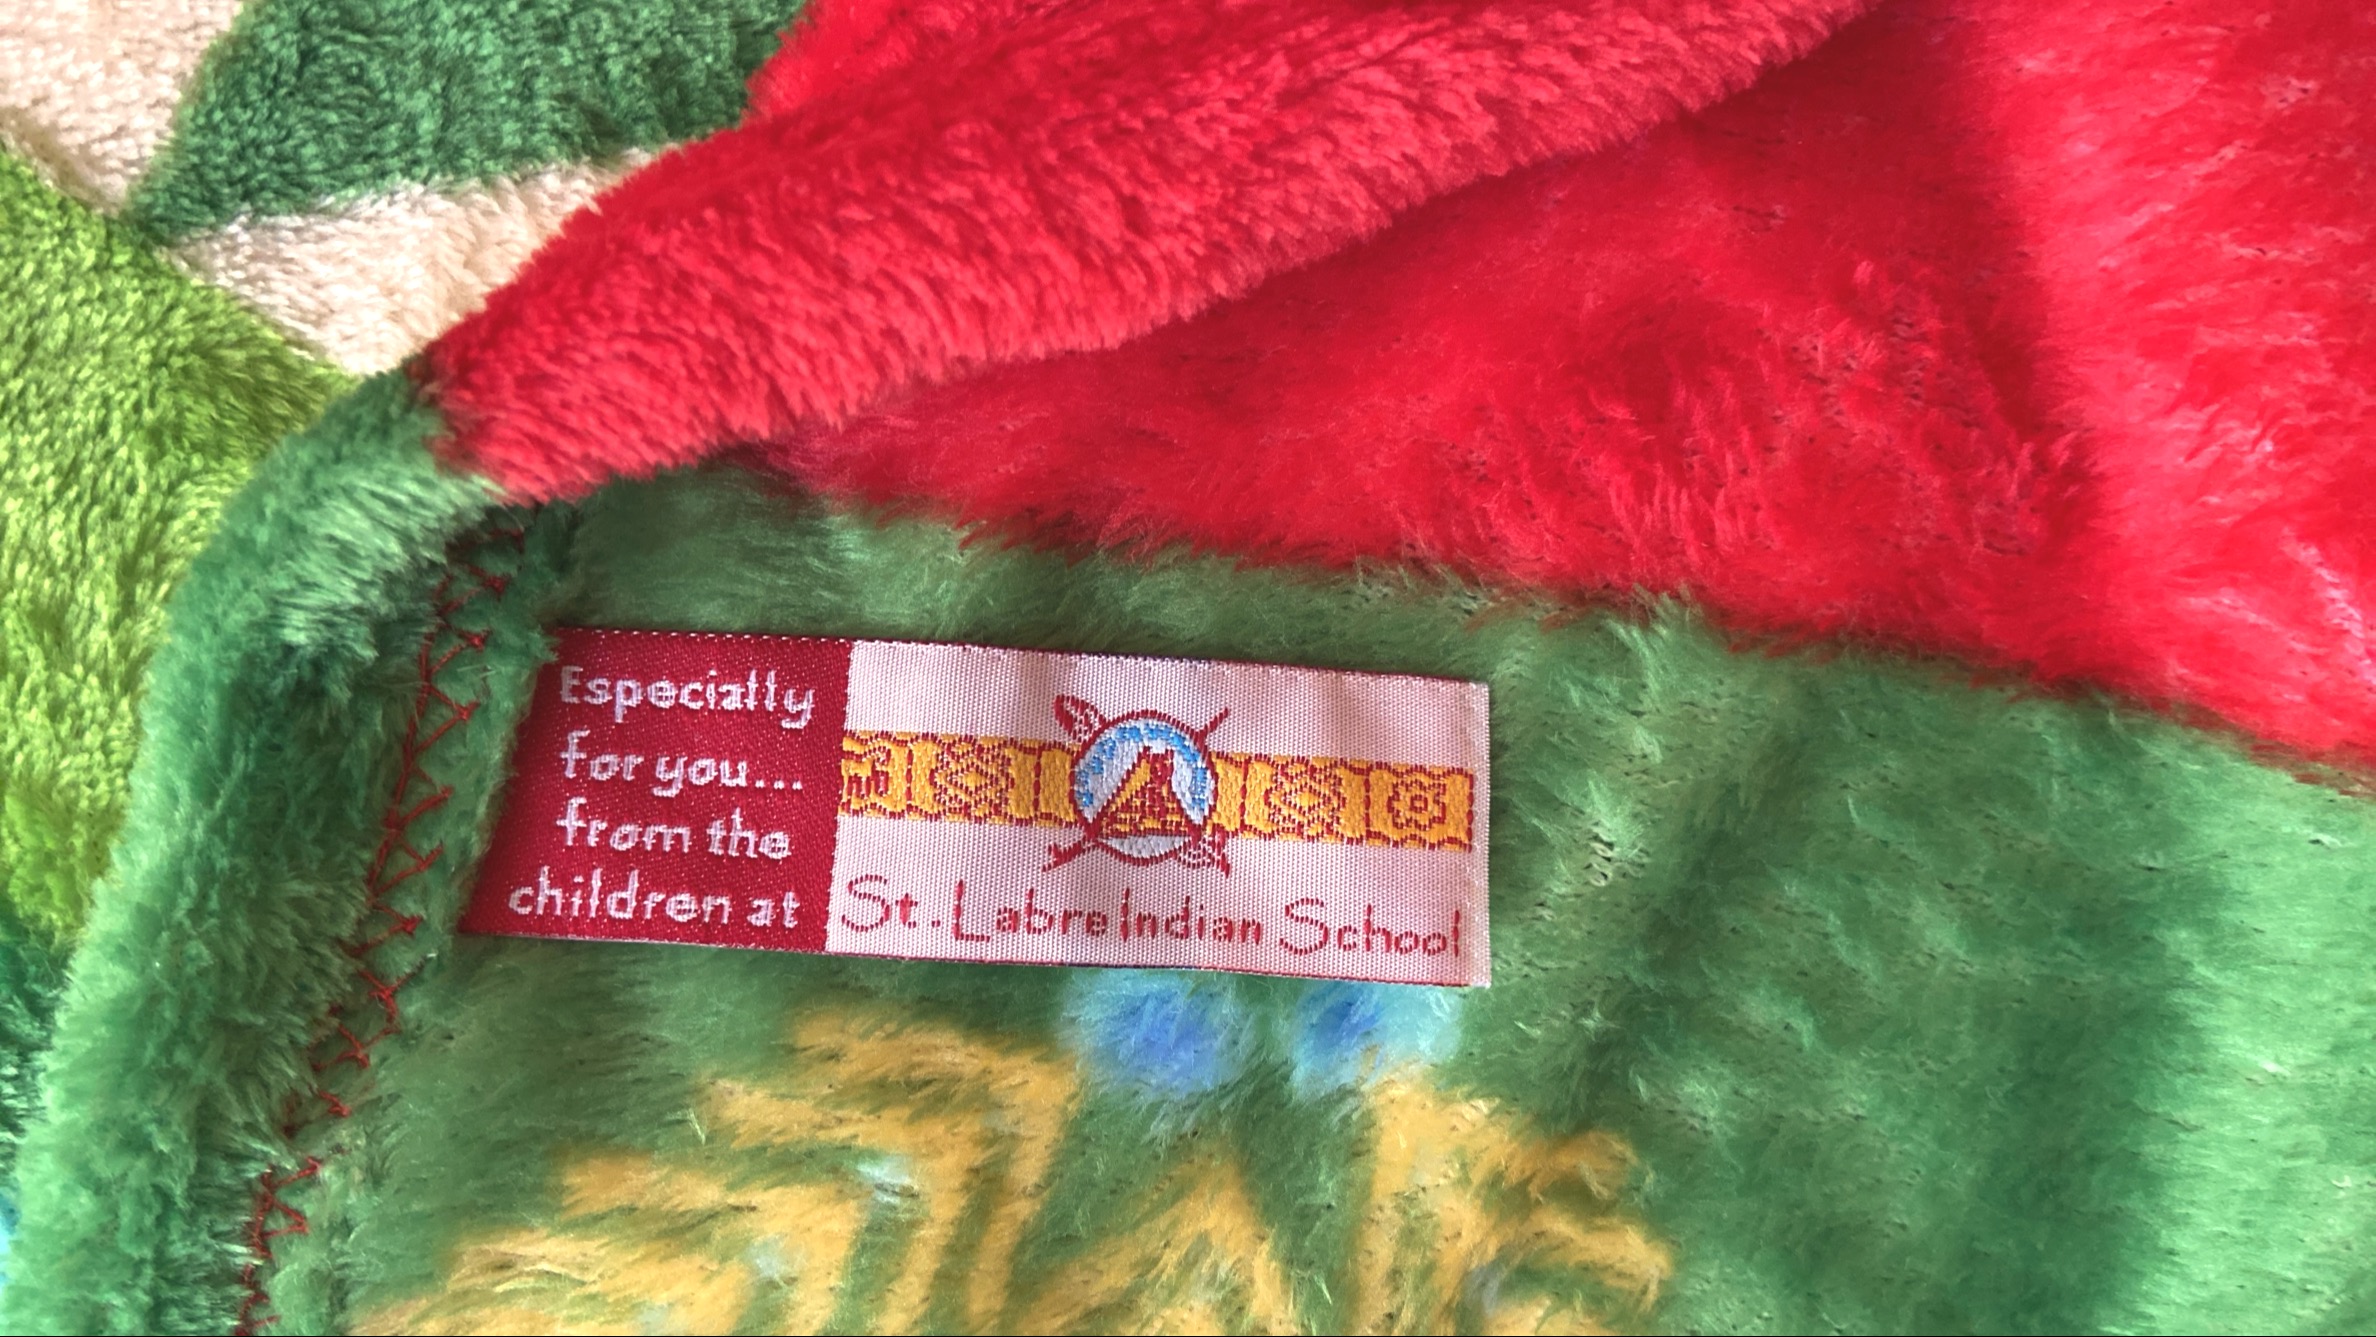 Especially
for you...
from the
children at
St. Labre Indian School